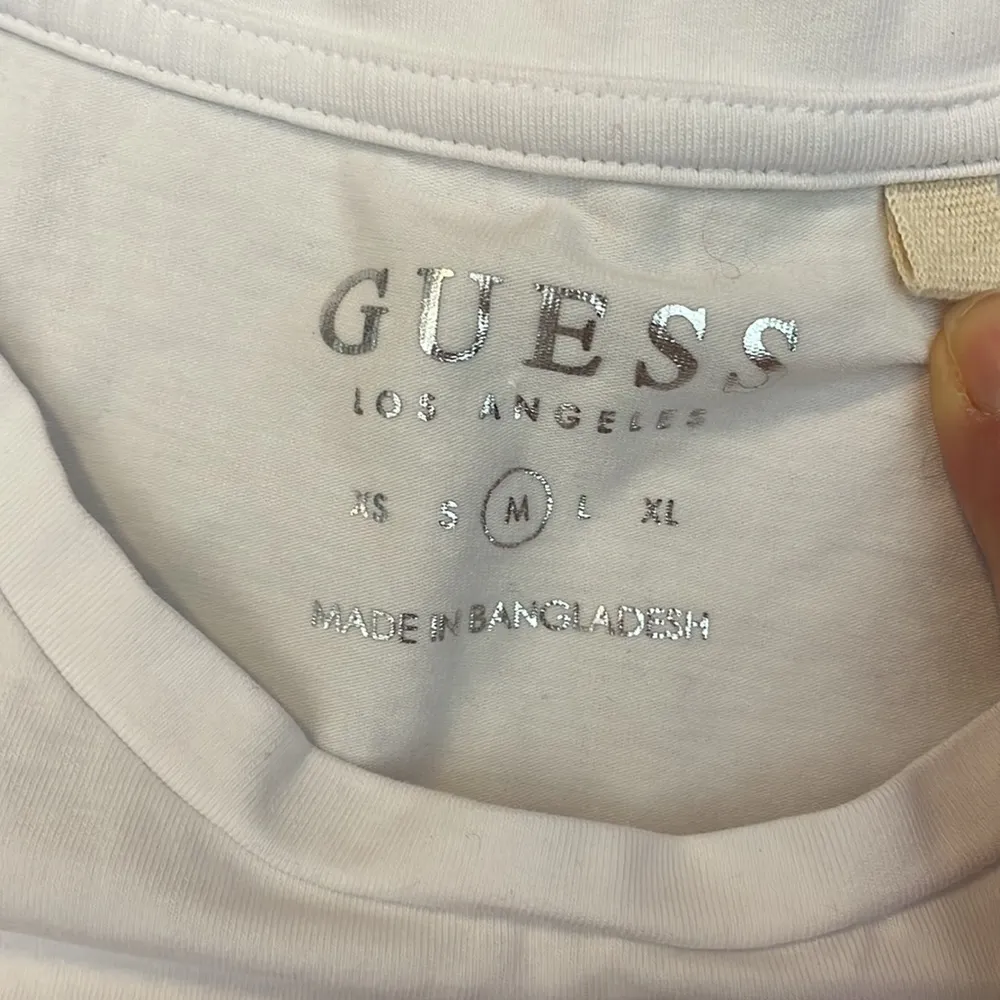 GUESS
LOS ANGELES
XS S M L XL
MADE IN BANGLADESH